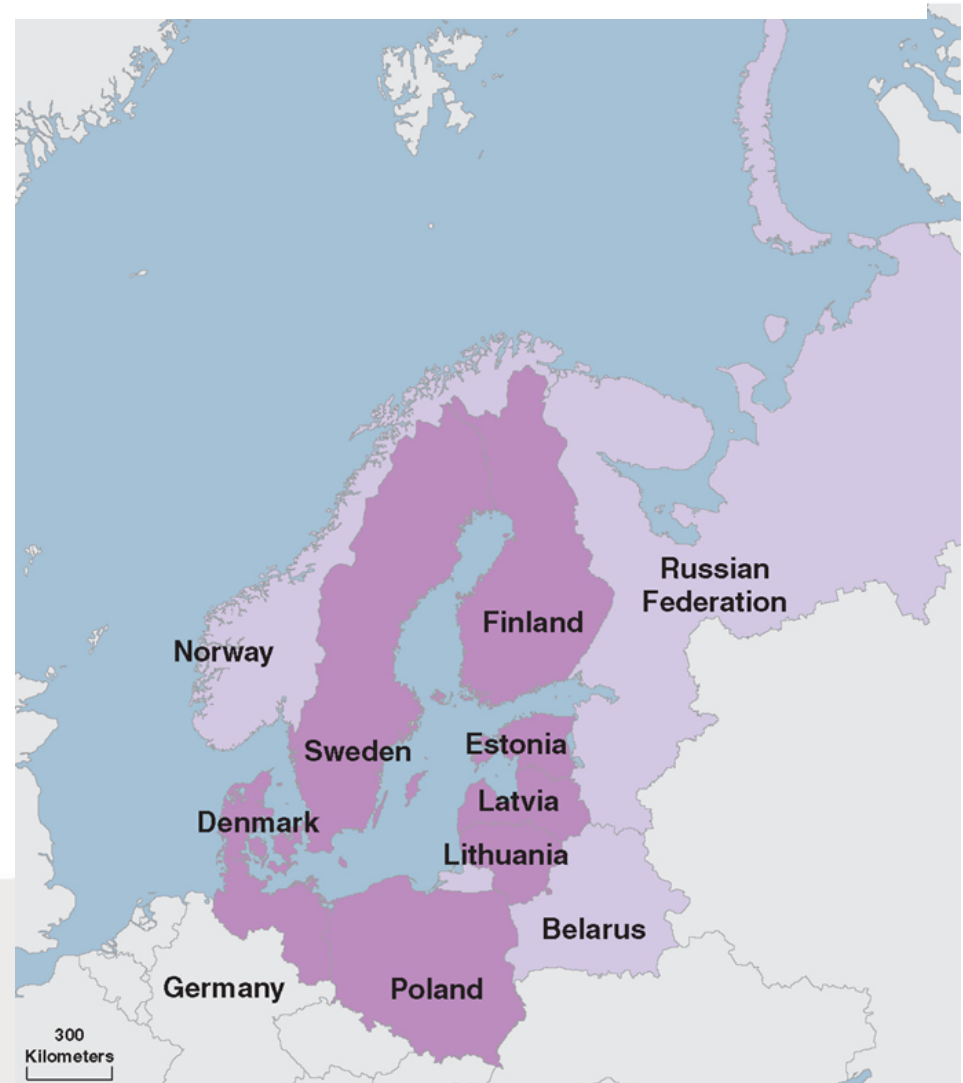 Russian
Federation
Finland
Norway
Estonia
Sweden
Latvia
Denmark
Lithuania
Belarus
Germany
Poland
300
Kilometers